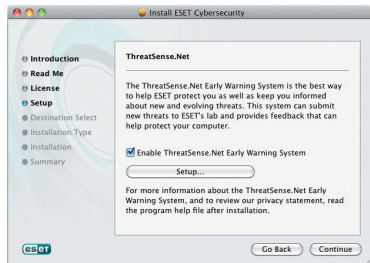 Install ESET Cybersecurity
Introduction
Read Me
License
Setup
Destination Select
Installation Type
Installation
Summary
ThreatSense.Net
The ThreatSense.Net Early Warning System is the best way
to help ESET protect you as well as keep you informed
about new and evolving threats. This system can submit
new threats to ESET's lab and provides feedback that can
help protect your computer.
Enable ThreatSense.Net Early Warning System
Setup...
For more information about the ThreatSense.Net Early
Warning System, and to review our privacy statement, read
the program help file after installation.
eset
Go Back
Continue